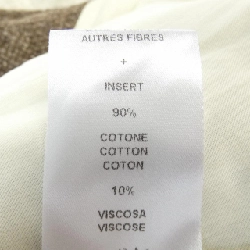 AUTRES FIBRES
+
INSERT
90%
COTONE
COTTON
COTON
10%
VISCOSA
VISCOSE